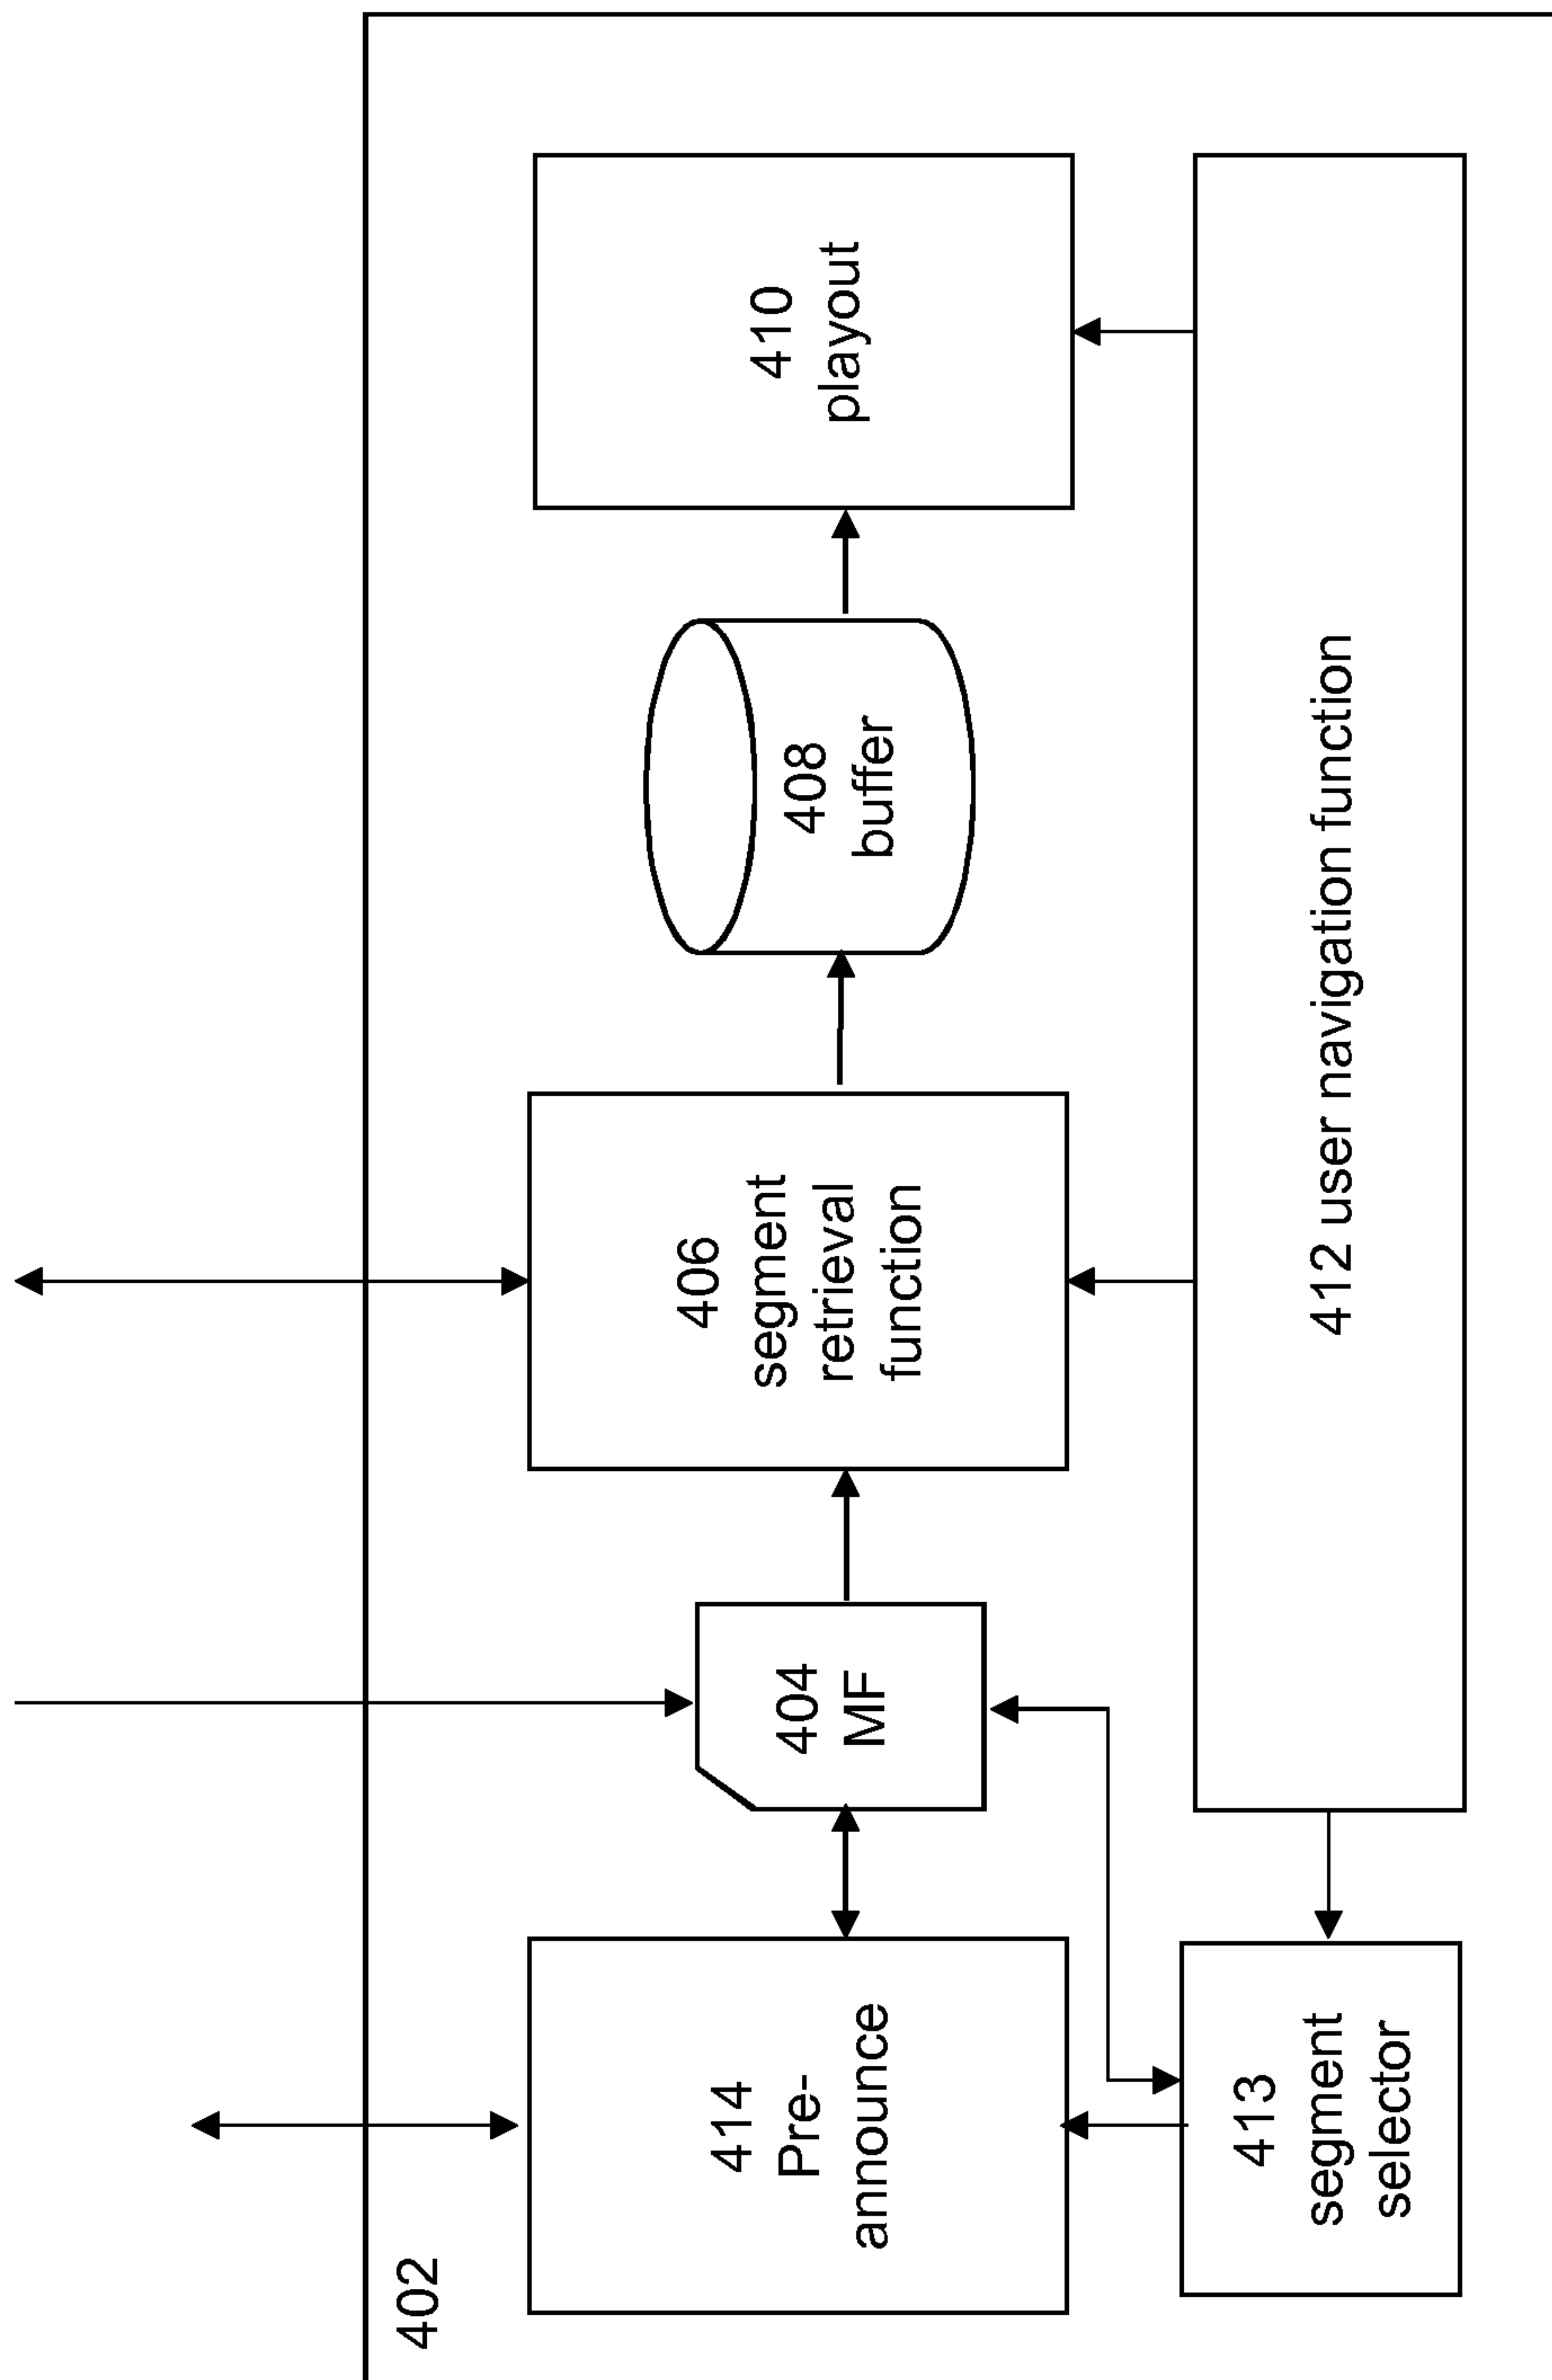 402
414
Pre-
announce
404
MF
406
segment
retrieval
function
408
buffer
410
playout
413
segment
selector
412 user navigation function